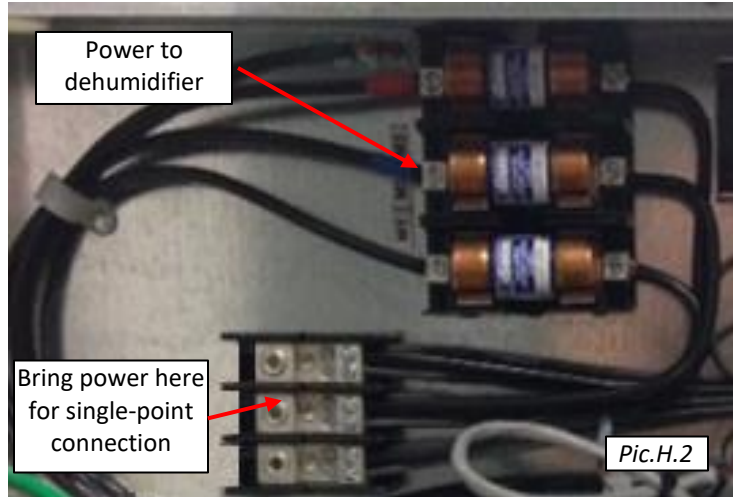 Power to
dehumidifier
Bring power here
for single-point
connection
Pic.H.2